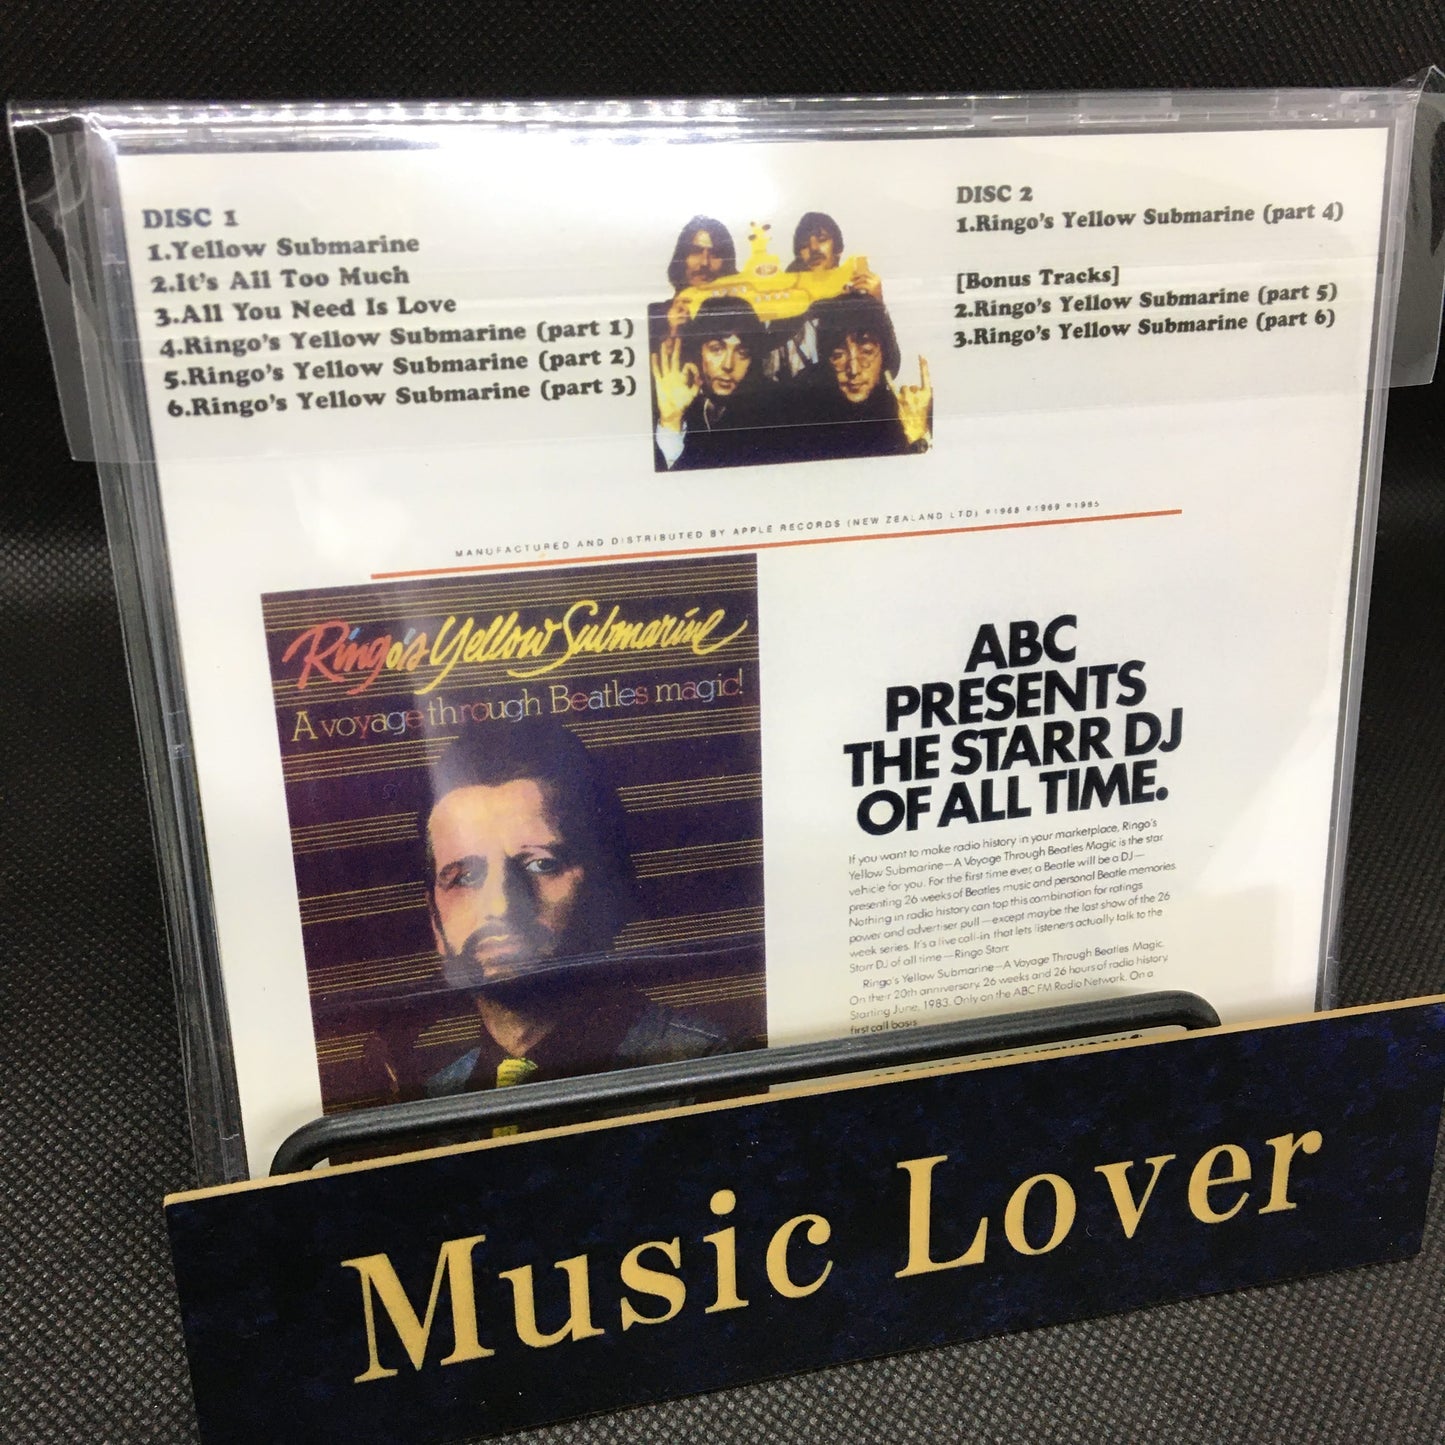 DISC 1
1.Yellow Submarine
2.It's All Too Much
3.All You Need Is Love
4.Ringo's Yellow Submarine (part 1)
5.Ringo's Yellow Submarine (part 2)
6.Ringo's Yellow Submarine (part 3)
DISC 2
1.Ringo's Yellow Submarine (part 4)
[Bonus Tracks]
2.Ringo's Yellow Submarine (part 5)
3.Ringo's Yellow Submarine (part 6)
MANUFACTURED AND DISTRIBUTED BY APPLE RECORDS (NEW ZEALAND LTD) ©1968 ©1969 ©1985
Ringo's Yellow Submarine
A voyage through Beatles magic!
ABC
PRESENTS
THE STARR DJ
OF ALL TIME.
If you want to make radio history in your marketplace, Ringo's
Yellow Submarine—A Voyage Through Beatles Magic is the star
vehicle for you. For the first time ever, a Beatle will be a DJ—
presenting 26 weeks of Beatles music and personal Beatle memories.
Nothing in radio history can top this combination for ratings
power and advertiser pull—except maybe the last show of the 26
week series. It's a live call-in that lets listeners actually talk to the
Starr DJ of all time—Ringo Starr.
Ringo's Yellow Submarine—A Voyage Through Beatles Magic.
On their 20th anniversary, 26 weeks and 26 hours of radio history.
Starting June, 1983. Only on the ABC FM Radio Network. On a
first call basis.
Music Lover